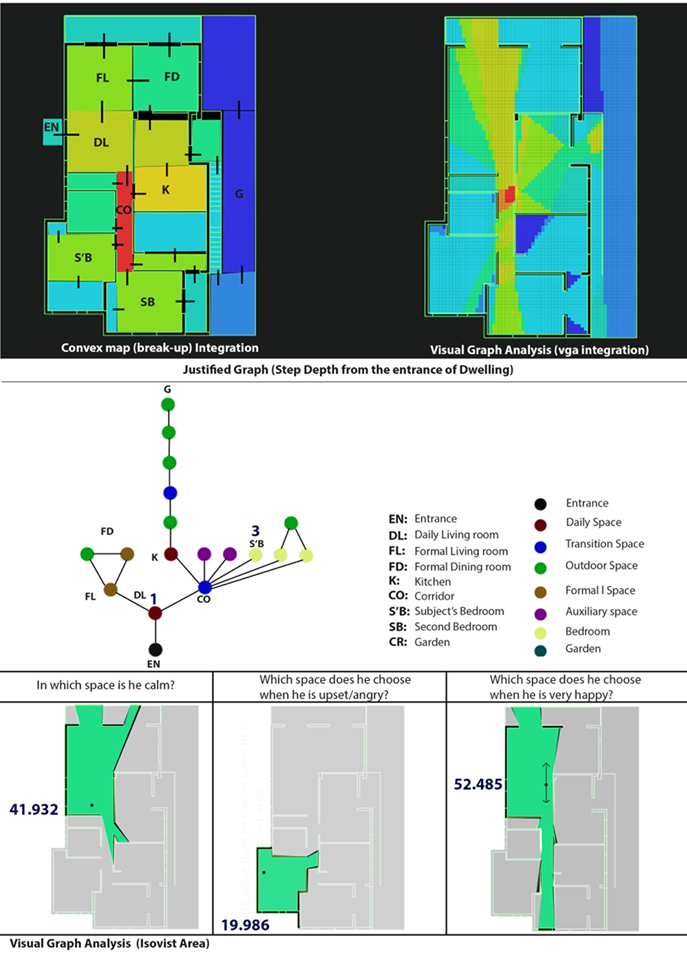 FL
FD
EN
DL
K
CO
G
S'B
SB
Convex map (break-up) Integration
Visual Graph Analysis (vga integration)
Justified Graph (Step Depth from the entrance of Dwelling)
G
FD
K
3
S'B
FL
DL
1
CO
EN
EN: Entrance
DL: Daily Living room
FL: Formal Living room
FD: Formal Dining room
K: Kitchen
CO: Corridor
S'B: Subject's Bedroom
SB: Second Bedroom
CR: Garden
Entrance
Daily Space
Transition Space
Outdoor Space
Formal I Space
Auxiliary space
Bedroom
Garden
In which space is he calm?
Which space does he choose
when he is upset/angry?
Which space does he choose
when he is very happy?
41.932
19.986
52.485
Visual Graph Analysis (Isovist Area)